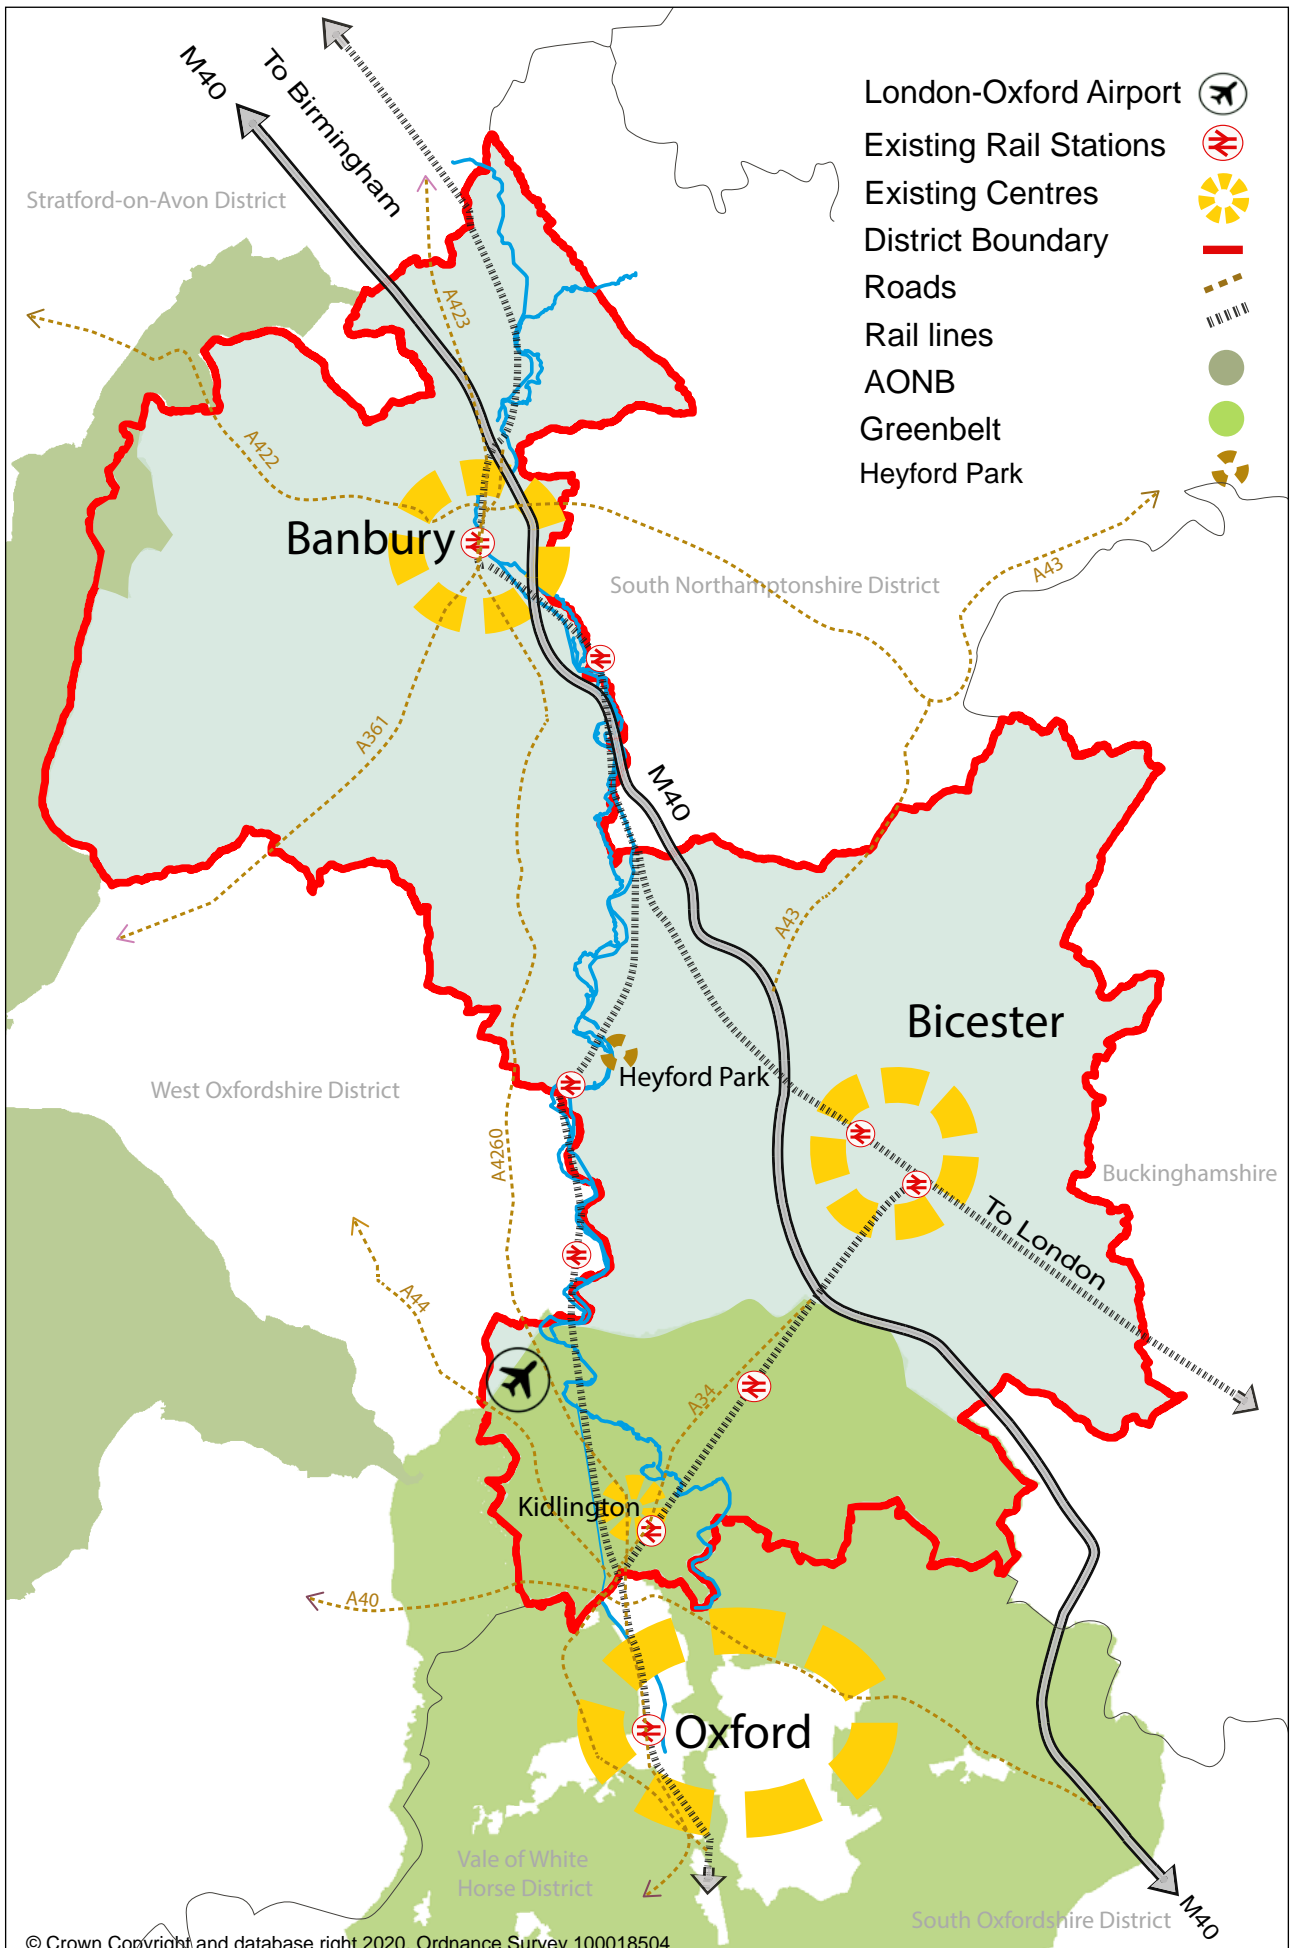 M40
To Birmingham
London-Oxford Airport
Existing Rail Stations
Existing Centres
District Boundary
Roads
Rail lines
AONB
Greenbelt
Heyford Park
Stratford-on-Avon District
A423
A422
Banbury
South Northamptonshire District
A43
A361
M40
A43
Bicester
Heyford Park
West Oxfordshire District
A4260
Buckinghamshire
To London
A44
A34
Kidlington
A40
Oxford
Vale of White
Horse District
South Oxfordshire District
M40
© Crown Copyright and database right 2020. Ordnance Survey 100018504